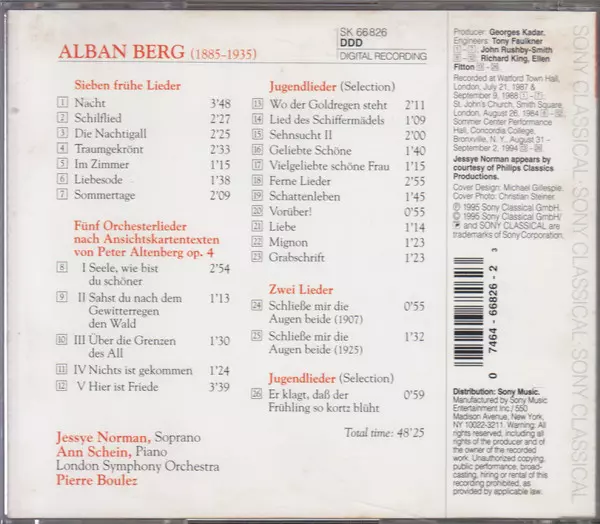 ALBAN BERG (1885-1935)
SK 66826
DDD
DIGITAL RECORDING
Sieben frühe Lieder
1 Nacht 3'48
2 Schilflied 2'27
3 Die Nachtigall 2'25
4 Traumgekrönt 2'33
5 Im Zimmer 1'15
6 Liebesode 1'38
7 Sommertage 2'09
Fünf Orchesterlieder
nach Ansichtskartentexten
von Peter Altenberg op. 4
8 I Seele, wie bist 2'54
du schöner
9 II Sahst du nach dem 1'13
Gewitterregen
den Wald
10 III Über die Grenzen 1'30
des All
11 IV Nichts ist gekommen 1'24
12 V Hier ist Friede 3'39
Jessye Norman, Soprano
Ann Schein, Piano
London Symphony Orchestra
Pierre Boulez
Jugendlieder (Selection)
13 Wo der Goldregen steht 2'11
14 Lied des Schiffermädels 1'09
15 Sehnsucht II 2'00
16 Geliebte Schöne 1'40
17 Vielgeliebte schöne Frau 1'15
18 Ferne Lieder 2'55
19 Schattenleben 1'45
20 Vorüber! 0'55
21 Liebe 1'14
22 Mignon 1'23
23 Grabschrift 1'23
Zwei Lieder
24 Schließe mir die 0'55
Augen beide (1907)
25 Schließe mir die 1'32
Augen beide (1925)
Jugendlieder (Selection)
26 Er klagt, daß der 0'59
Frühling so kortz blüht
Total time: 48'25
Producer: Georges Kadar.
Engineers: Tony Faulkner
1 - 7 John Rushby-Smith
8 - 12 Richard King, Ellen
Fitton 13 - 26
Recorded at Watford Town Hall,
London, July 21, 1987 &
September 9, 1988 1 - 7
St. John's Church, Smith Square,
London, August 26, 1984 8 - 12
Sommer Center Performance
Hall, Concordia College,
Bronxville, N.Y., August 31 –
September 2, 1994 13 - 26
Jessye Norman appears by
courtesy of Philips Classics
Productions.
Cover Design: Michael Gillespie.
Cover Photo: Christian Steiner
℗ 1995 Sony Classical GmbH.
© 1995 Sony Classical GmbH/
and SONY CLASSICAL are
trademarks of Sony Corporation.
0 7464-66826-2 3
Distribution: Sony Music.
Manufactured by Sony Music
Entertainment Inc./ 550
Madison Avenue, New York,
NY 10022-3211. Warning: All
rights reserved, including all
rights of the producer and of
the owner of the recorded
work. Unauthorized copying,
public performance, broad-
casting, hiring or rental of this
recording prohibited, as
provided by applicable law.
SONY CLASSICAL·SONY CLASSICAL·SONY CLASSICAL